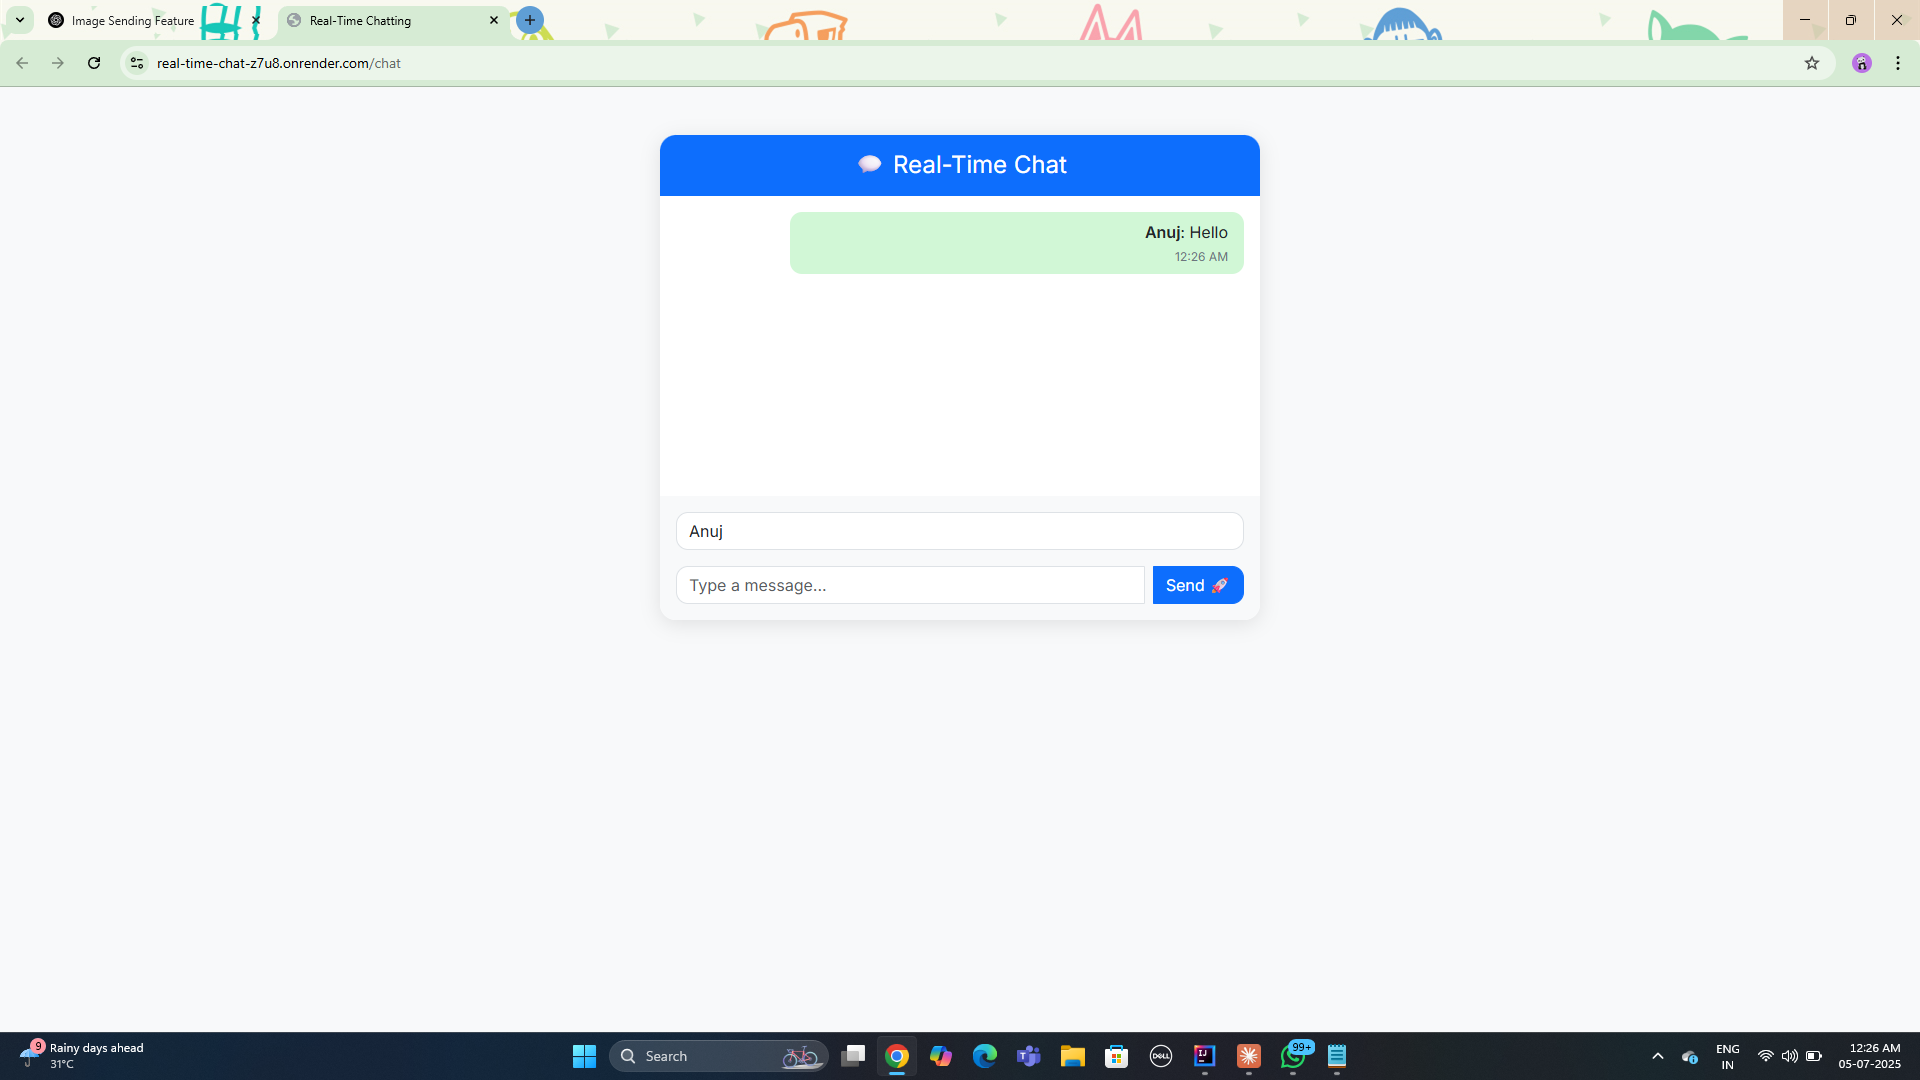 Image Sending Feature
Real-Time Chatting
real-time-chat-z7u8.onrender.com/chat
Real-Time Chat
Anuj: Hello
12:26 AM
Anuj
Type a message...
Send 🚀
9
Rainy days ahead
31°C
Search
DELL
IJ
99+
ENG
IN
12:26 AM
05-07-2025